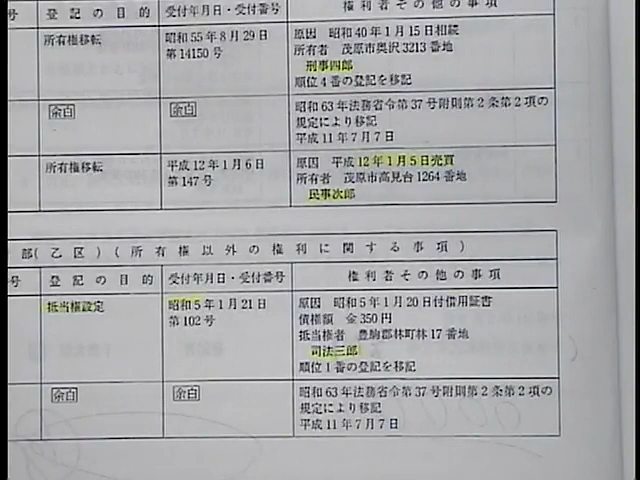 号 登記の目的 受付年月日・受付番号 権利者その他の事項
所有権移転 昭和55年8月29日 原因 昭和40年1月15日相続
第14150号 所有者 茂原市奥沢3213番地
刑事四郎
順位4番の登記を移記
余白 余白 昭和63年法務省令第37号附則第2条第2項の
規定により移記
平成11年7月7日
所有権移転 平成12年1月6日 原因 平成12年1月5日売買
第147号 所有者 茂原市高見台1264番地
民事次郎
部(乙区)(所有権以外の権利に関する事項)
号 登記の目的 受付年月日・受付番号 権利者その他の事項
抵当権設定 昭和5年1月21日 原因 昭和5年1月20日付借用証書
第102号 債権額 金350円
抵当権者 豊駒郡林町林17番地
司法三郎
順位1番の登記を移記
余白 余白 昭和63年法務省令第37号附則第2条第2項の
規定により移記
平成11年7月7日